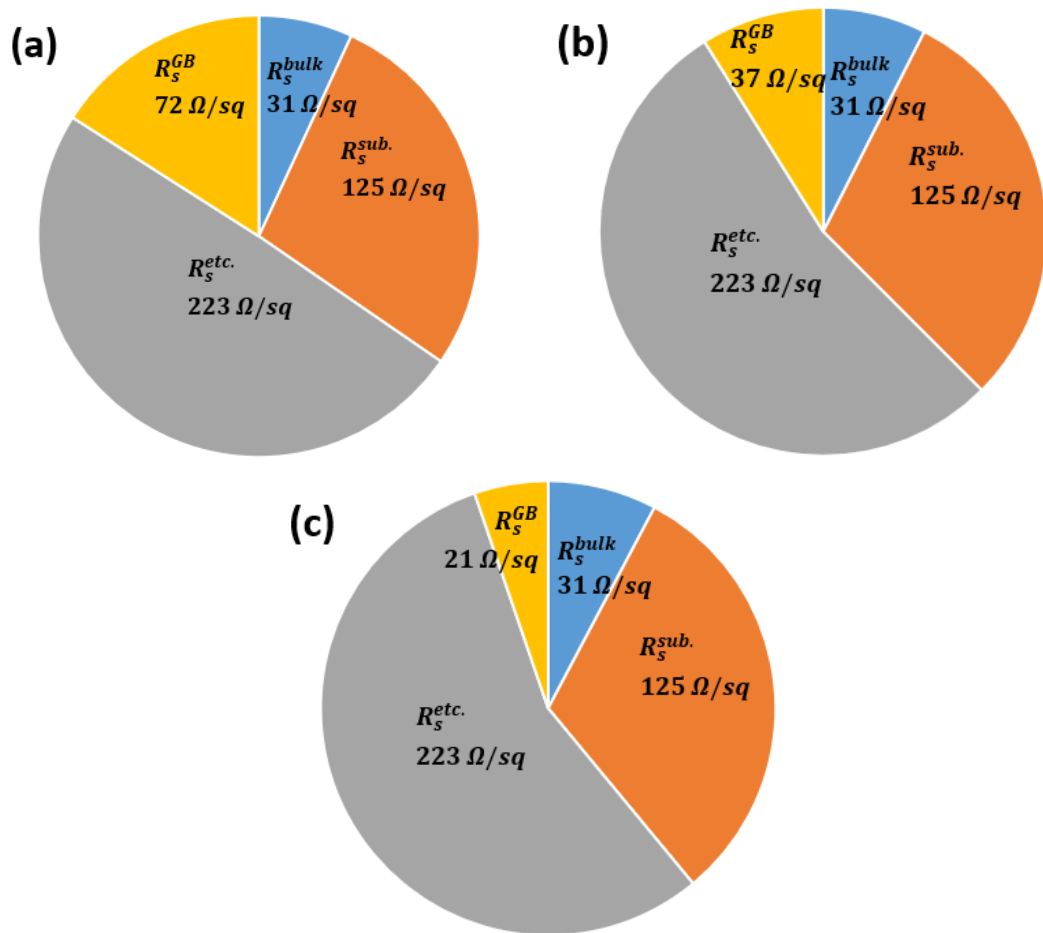 (a)
R_s^{GB}
72 Ω/sq
R_s^{bulk}
31 Ω/sq
R_s^{sub.}
125 Ω/sq
R_s^{etc.}
223 Ω/sq
(b)
R_s^{GB}
37 Ω/sq
R_s^{bulk}
31 Ω/sq
R_s^{sub.}
125 Ω/sq
R_s^{etc.}
223 Ω/sq
(c)
R_s^{GB}
21 Ω/sq
R_s^{bulk}
31 Ω/sq
R_s^{sub.}
125 Ω/sq
R_s^{etc.}
223 Ω/sq